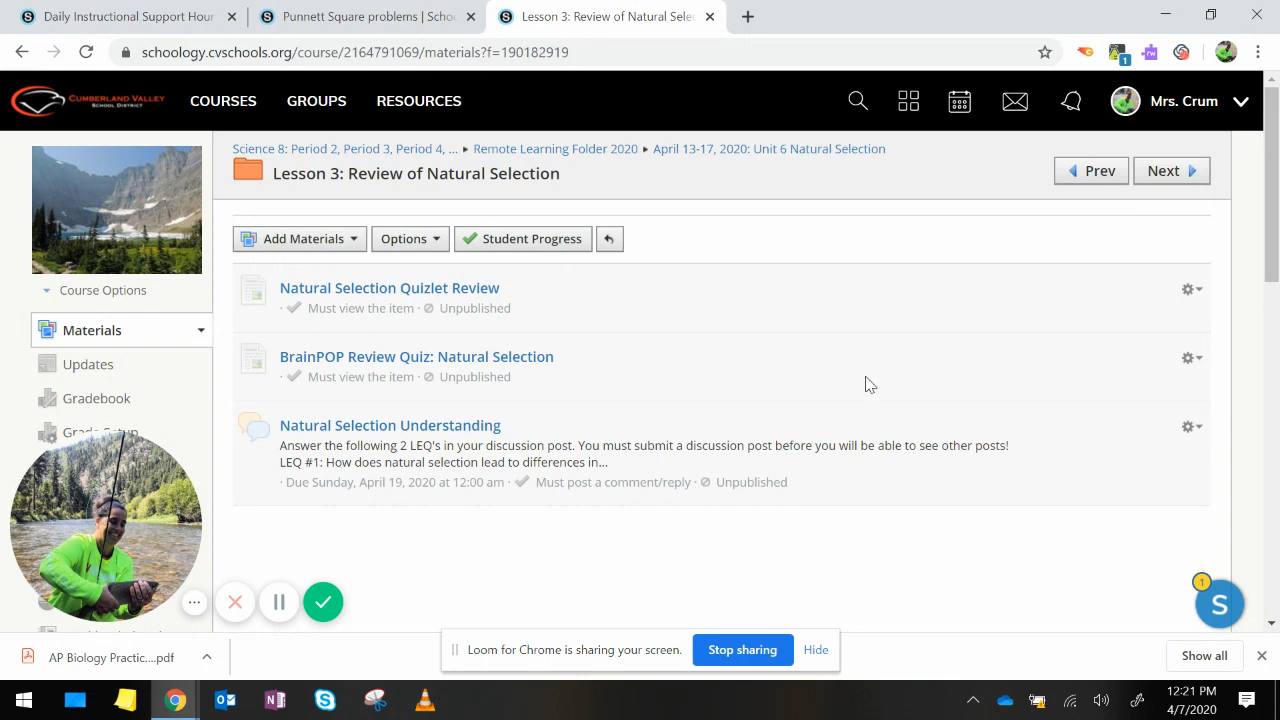 Daily Instructional Support Hour
Punnett Square problems | Schoo
Lesson 3: Review of Natural Selec
schoology.cvschools.org/course/2164791069/materials?f=190182919
1
CUMBERLAND VALLEY
SCHOOL DISTRICT
COURSES
GROUPS
RESOURCES
Mrs. Crum
Science 8: Period 2, Period 3, Period 4, ... ▸ Remote Learning Folder 2020 ▸ April 13-17, 2020: Unit 6 Natural Selection
Lesson 3: Review of Natural Selection
Prev
Next
Add Materials
Options
Student Progress
Course Options
Materials
Updates
Gradebook
Grade Setup
Natural Selection Quizlet Review
· Must view the item · Unpublished
BrainPOP Review Quiz: Natural Selection
· Must view the item · Unpublished
Natural Selection Understanding
Answer the following 2 LEQ's in your discussion post. You must submit a discussion post before you will be able to see other posts!
LEQ #1: How does natural selection lead to differences in...
· Due Sunday, April 19, 2020 at 12:00 am · Must post a comment/reply · Unpublished
1
S
AP Biology Practic....pdf
Loom for Chrome is sharing your screen.
Stop sharing
Hide
Show all
12:21 PM
4/7/2020